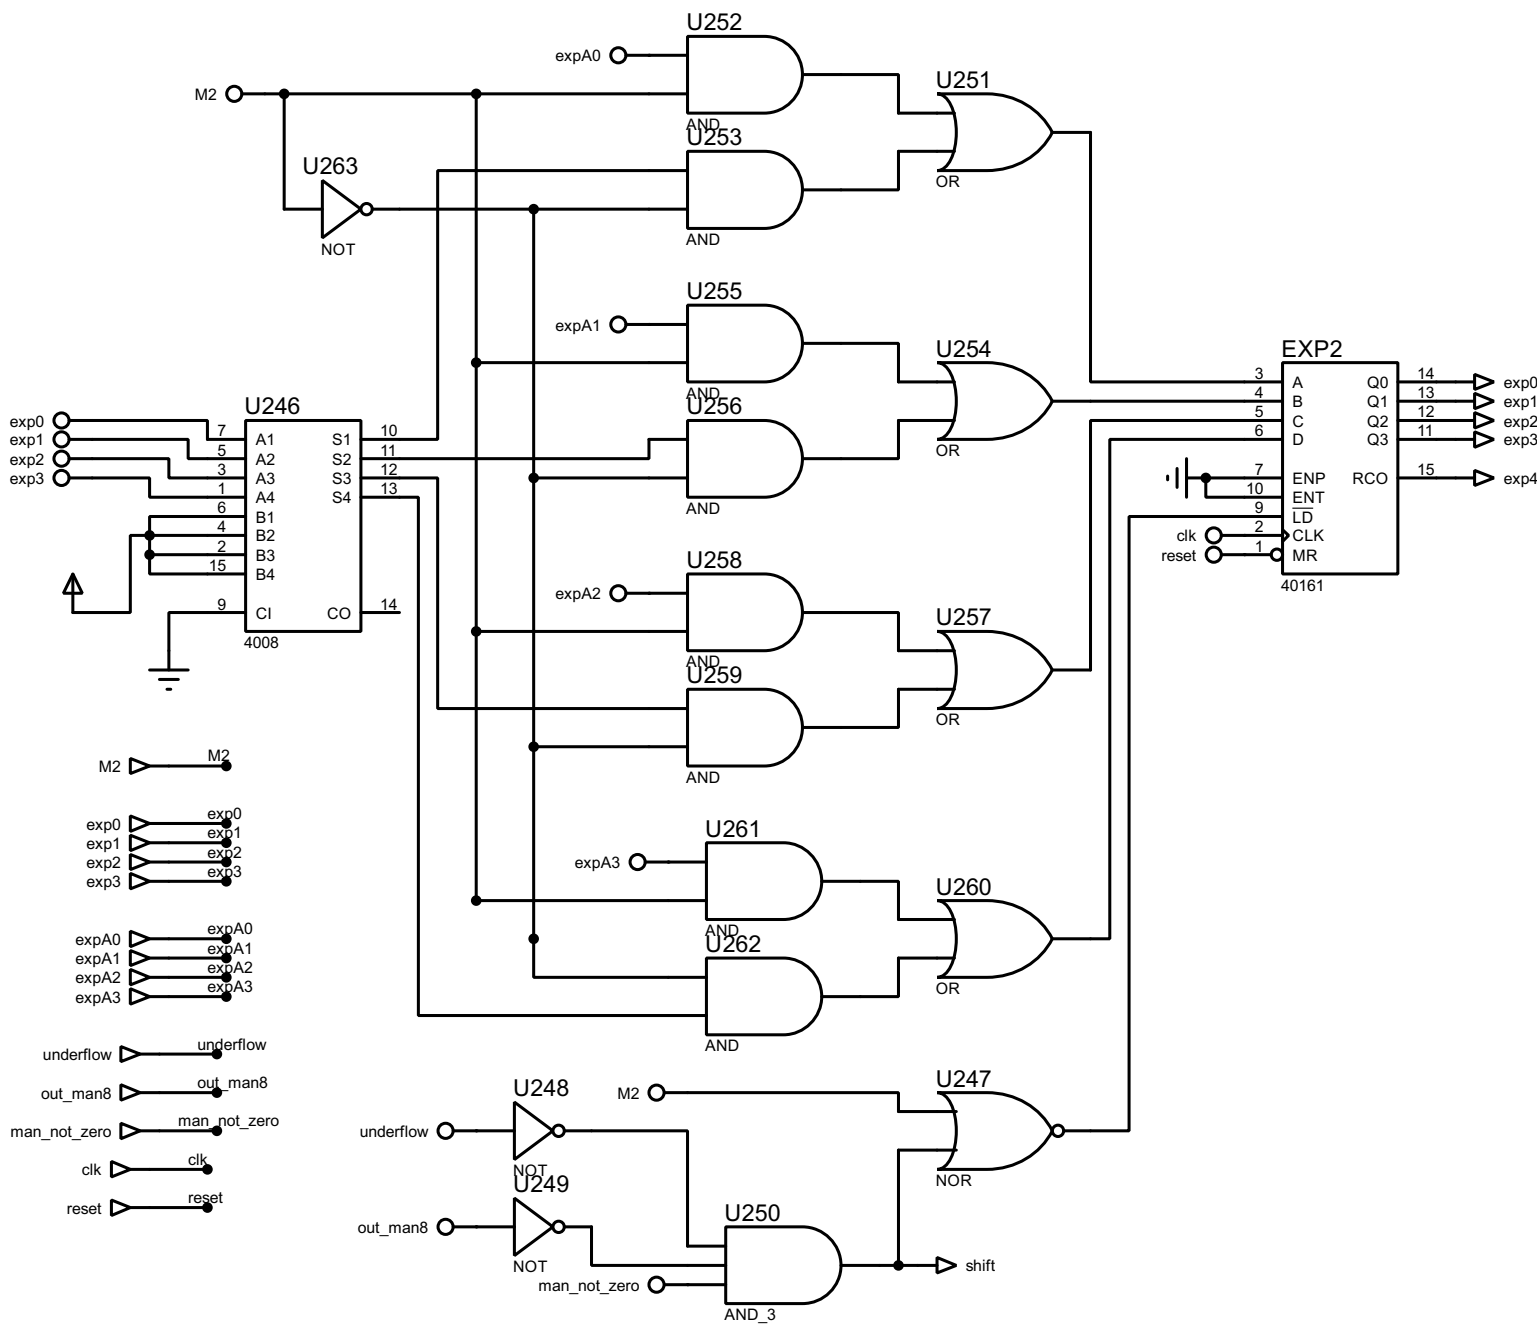 U252
expA0
M2
AND
U251
OR
U253
AND
U263
NOT
U255
expA1
AND
U254
OR
U256
AND
EXP2
3 A Q0 14 exp0
4 B Q1 13 exp1
5 C Q2 12 exp2
6 D Q3 11 exp3
7 ENP RCO 15 exp4
10 ENT
9 LD
clk 2 CLK
reset 1 MR
40161
U246
exp0 7 A1 S1 10
exp1 5 A2 S2 11
exp2 3 A3 S3 12
exp3 1 A4 S4 13
6 B1
4 B2
2 B3
15 B4
9 CI CO 14
4008
U258
expA2
AND
U257
OR
U259
AND
M2 M2
exp0 exp0
exp1 exp1
exp2 exp2
exp3 exp3
U261
expA3
AND
U260
OR
U262
AND
expA0 expA0
expA1 expA1
expA2 expA2
expA3 expA3
underflow underflow
out_man8 out_man8
man_not_zero man_not_zero
clk clk
reset reset
U248
underflow
NOT
M2
U247
NOR
U249
out_man8
NOT
U250
man_not_zero
AND_3
shift